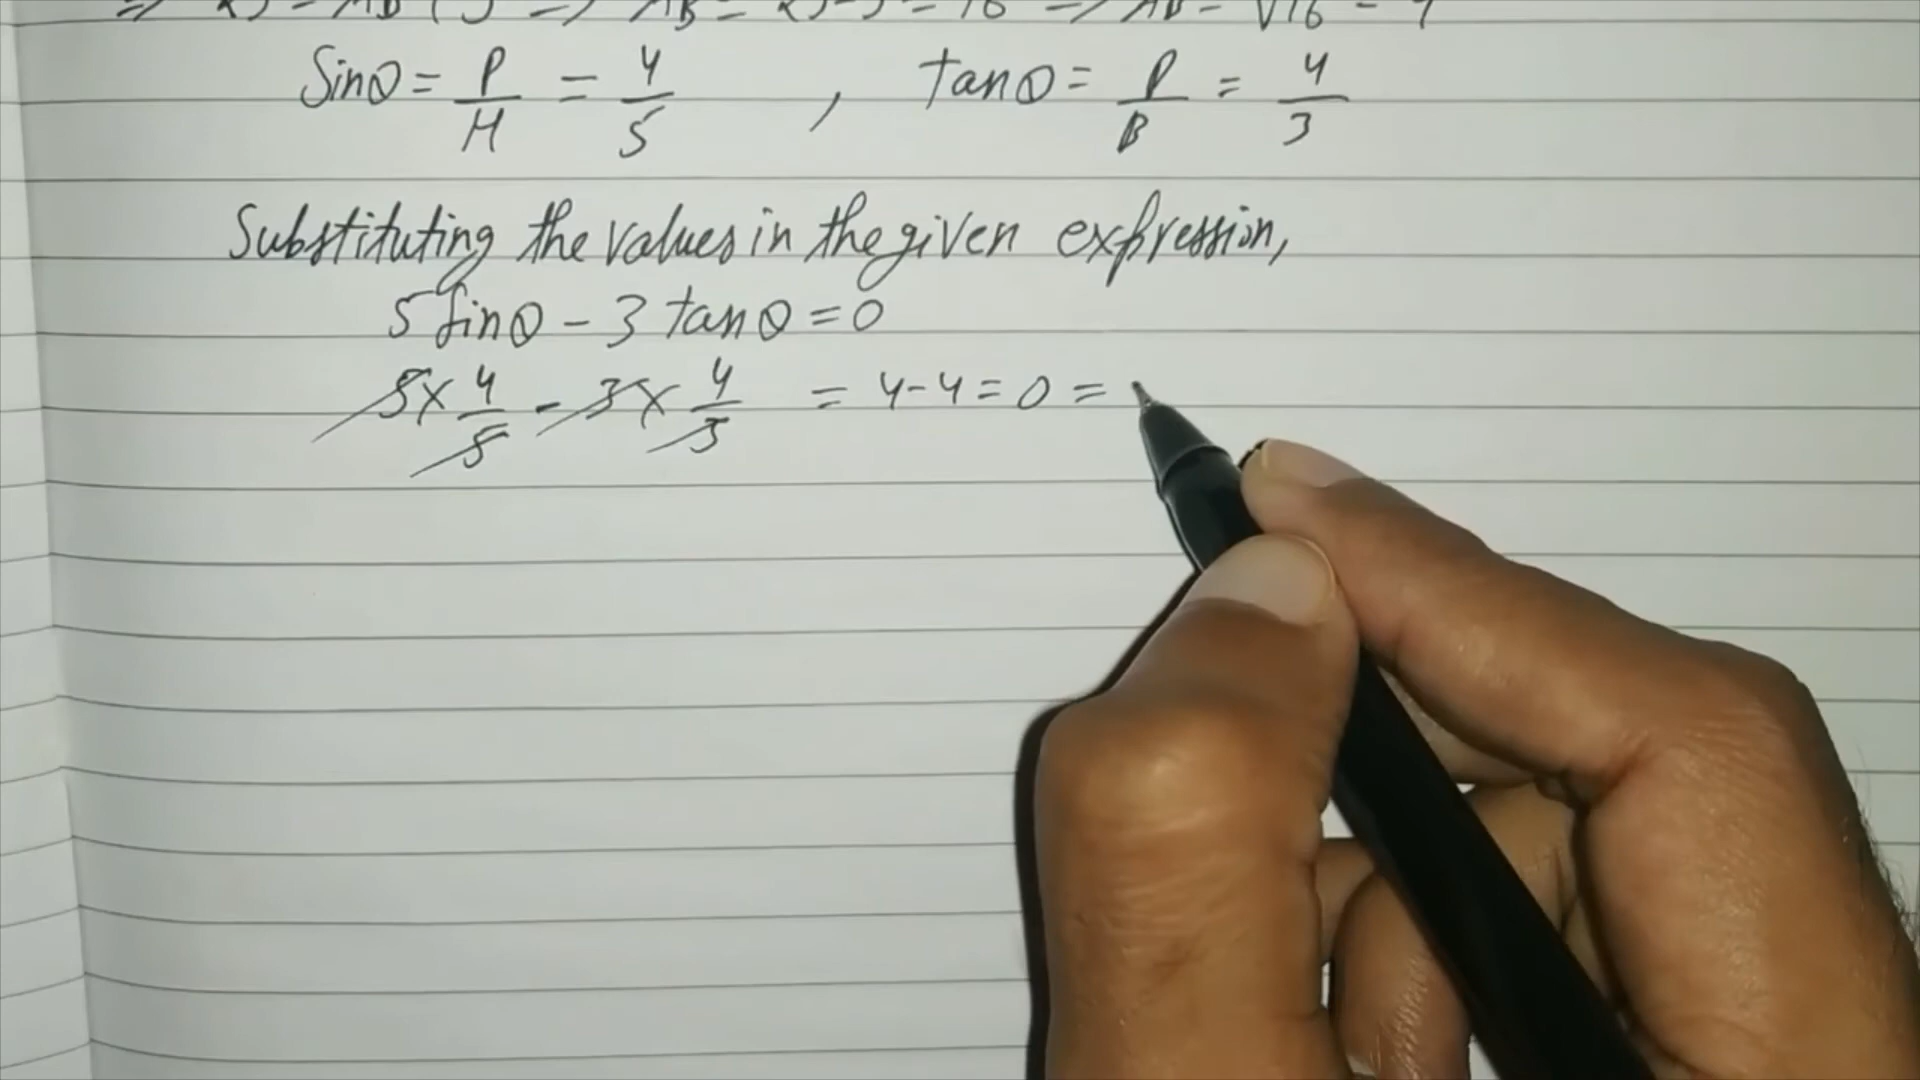 Sinθ = P/H = 4/5 , tanθ = P/B = 4/3
Substituting the values in the given expression,
5 Sinθ - 3 tanθ = 0
5 × 4/5 - 3 × 4/3 = 4-4 = 0 =